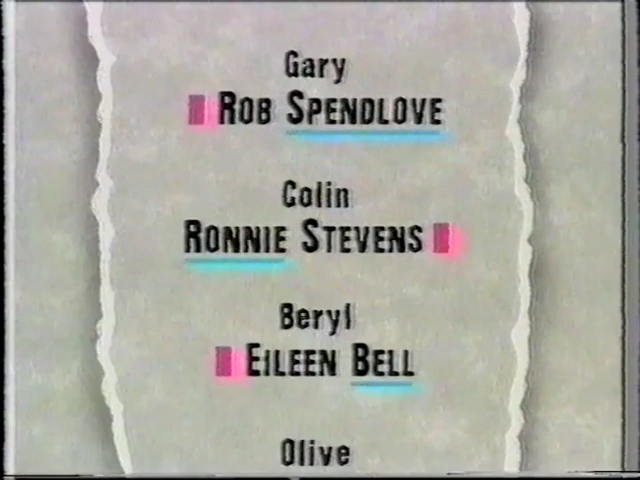 Gary
ROB SPENDLOVE
Colin
RONNIE STEVENS
Beryl
EILEEN BELL
Olive